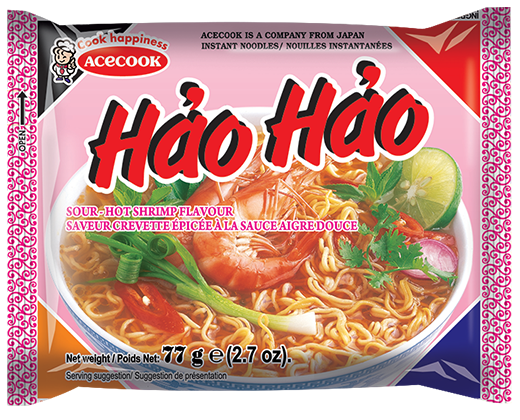 Cook happiness
ACECOOK
ACECOOK IS A COMPANY FROM JAPAN
INSTANT NOODLES/ NOUILLES INSTANTANÉES
OPEN
Hảo Hảo
SOUR-HOT SHRIMP FLAVOUR
SAVEUR CREVETTE ÉPICÉE À LA SAUCE AIGRE DOUCE
Net weight / Poids Net: 77 g ℮ (2.7 oz).
Serving suggestion/ Suggestion de présentation